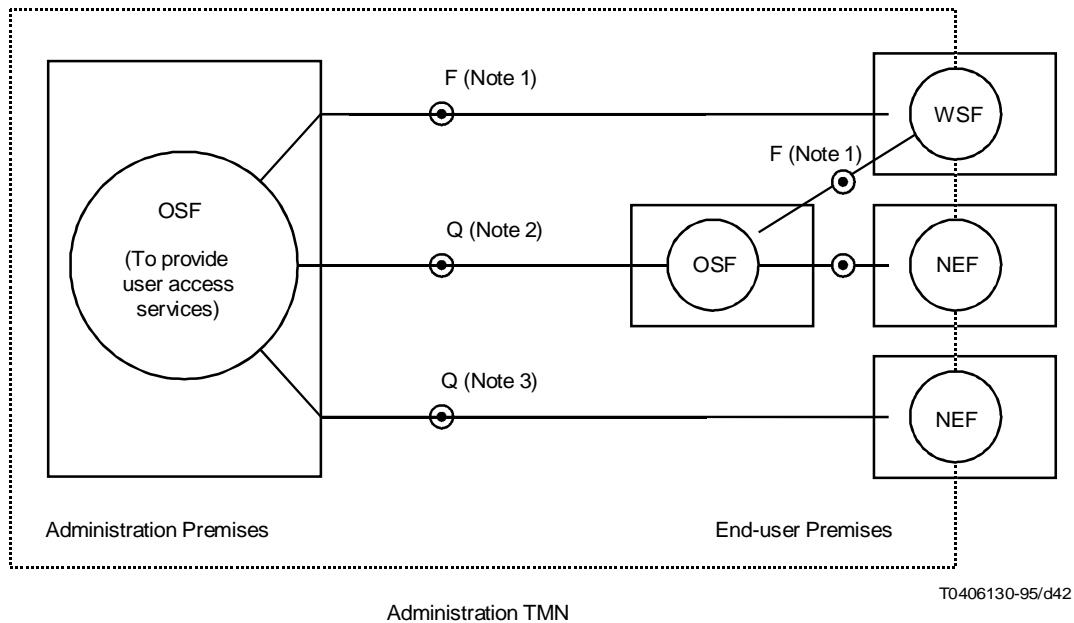 F (Note 1)
WSF
F (Note 1)
OSF
(To provide
user access
services)
Q (Note 2)
OSF
NEF
Q (Note 3)
NEF
Administration Premises
End-user Premises
T0406130-95/d42
Administration TMN